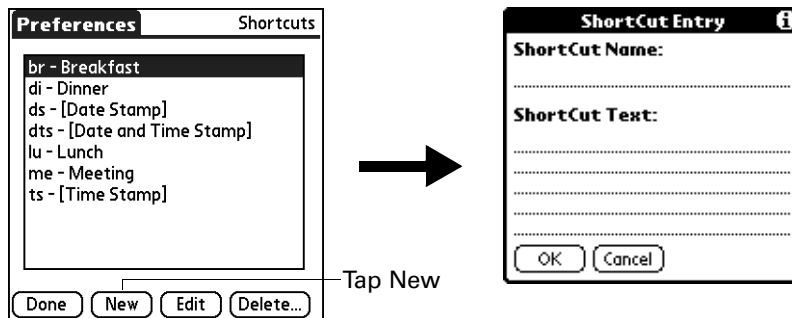 Preferences Shortcuts
br - Breakfast
di - Dinner
ds - [Date Stamp]
dts - [Date and Time Stamp]
lu - Lunch
me - Meeting
ts - [Time Stamp]
Done New Edit Delete...
Tap New
ShortCut Entry i
ShortCut Name:
ShortCut Text:
OK Cancel